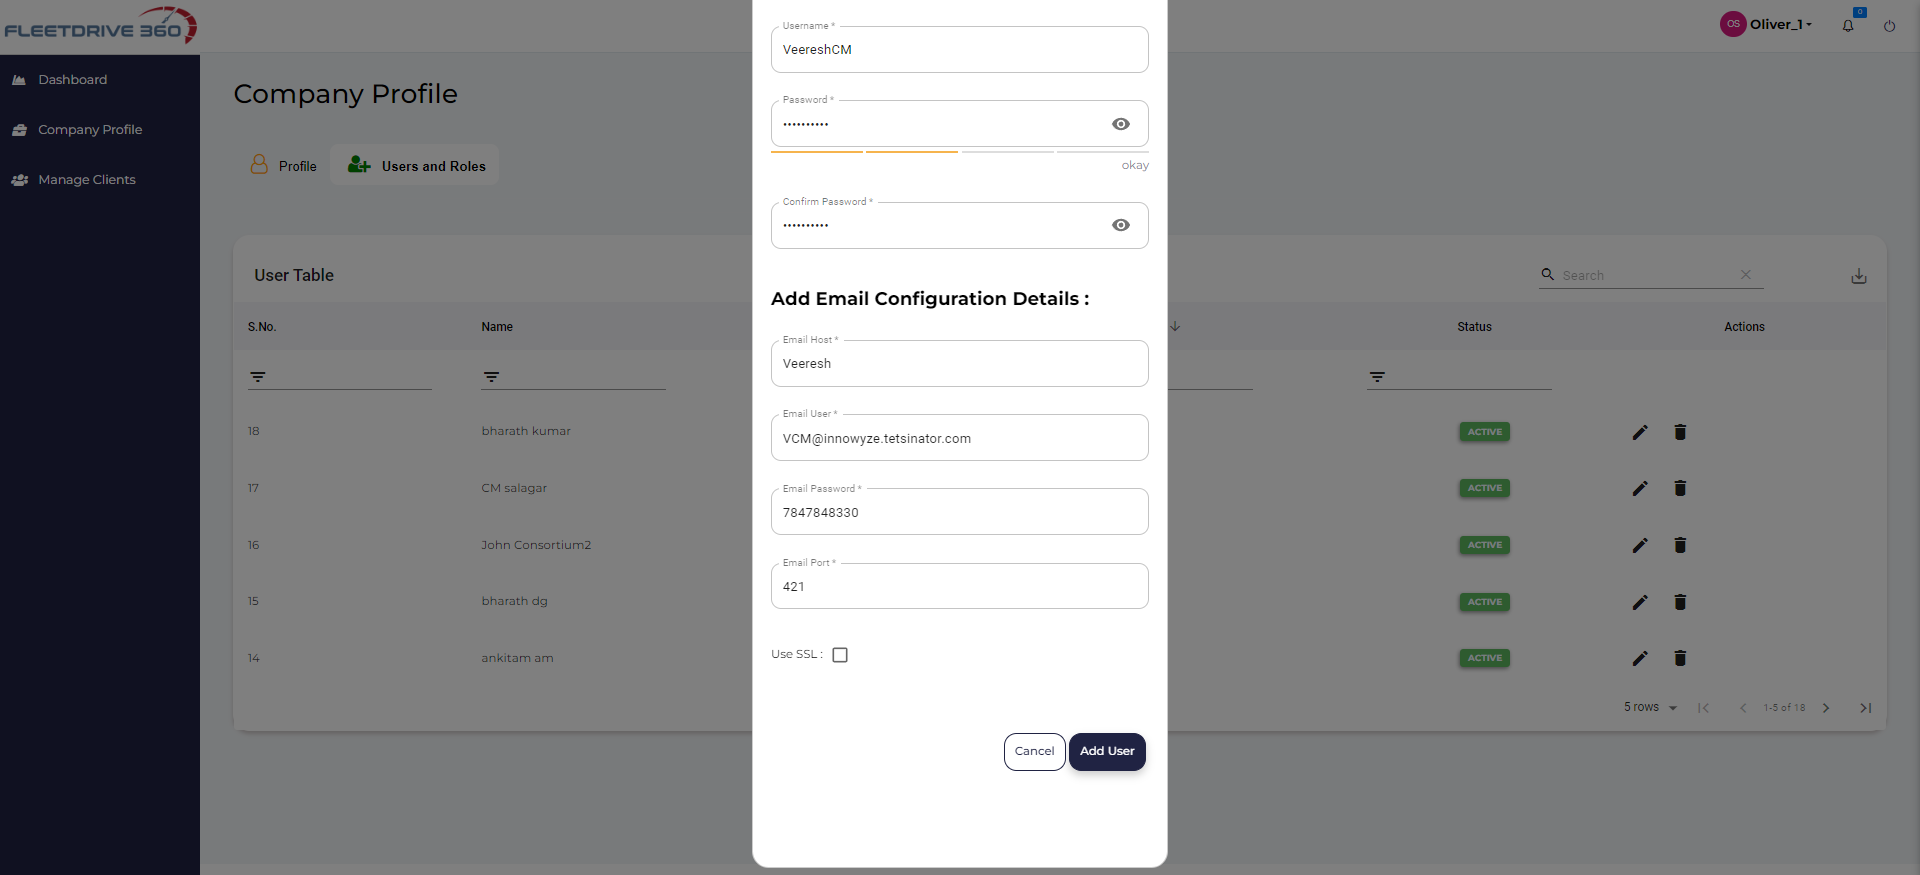 FLEETDRIVE 360
OS Oliver_1
0
Dashboard
Company Profile
Manage Clients
Company Profile
Profile
Users and Roles
User Table
Search
S.No. Name Status Actions
18 bharath kumar ACTIVE
17 CM salagar ACTIVE
16 John Consortium2 ACTIVE
15 bharath dg ACTIVE
14 ankitam am ACTIVE
5 rows 1-5 of 18
Username *
VeereshCM
Password *
••••••••••
okay
Confirm Password *
••••••••••
Add Email Configuration Details :
Email Host *
Veeresh
Email User *
VCM@innowyze.tetsinator.com
Email Password *
7847848330
Email Port *
421
Use SSL :
Cancel Add User